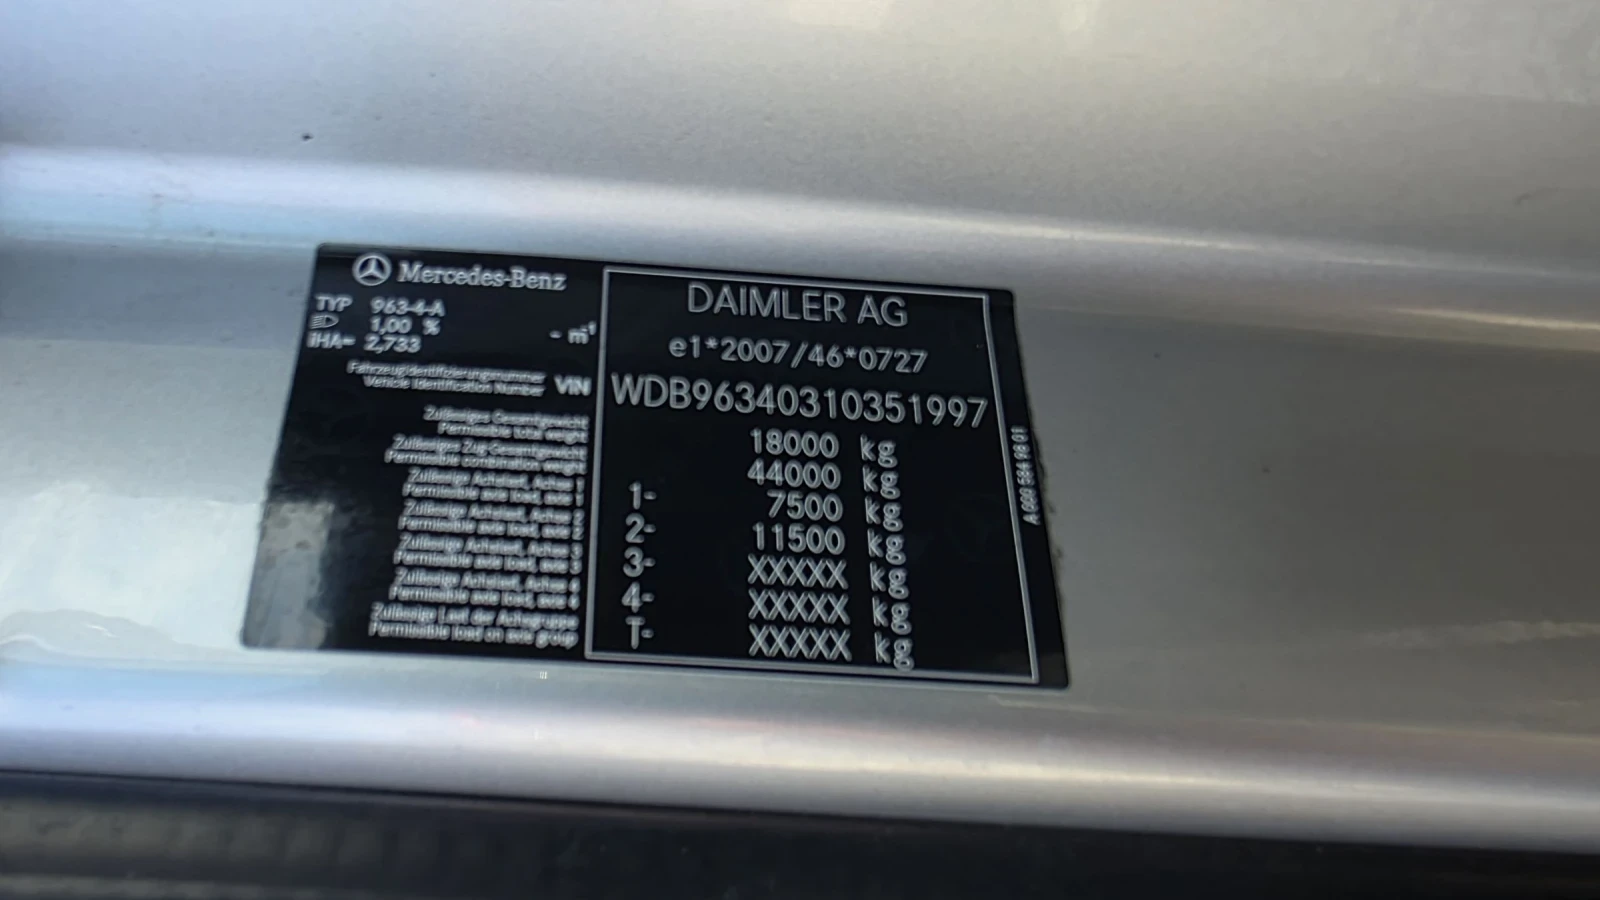 Mercedes-Benz
TYP 963-4-A
1,00 % - m⁻¹
iHA= 2,733
Fahrzeugidentifizierungsnummer
Vehicle Identification Number VIN
Zulässiges Gesamtgewicht
Permissible total weight
Zulässiges Zug-Gesamtgewicht
Permissible combination weight
Zulässige Achslast, Achse 1
Permissible axle load, axle 1
Zulässige Achslast, Achse 2
Permissible axle load, axle 2
Zulässige Achslast, Achse 3
Permissible axle load, axle 3
Zulässige Achslast, Achse 4
Permissible axle load, axle 4
Zulässige Last der Achsgruppe
Permissible load on axle group
DAIMLER AG
e1*2007/46*0727
WDB96340310351997
18000 kg
44000 kg
1- 7500 kg
2- 11500 kg
3- XXXXX kg
4- XXXXX kg
T- XXXXX kg
A 000 584 98 01